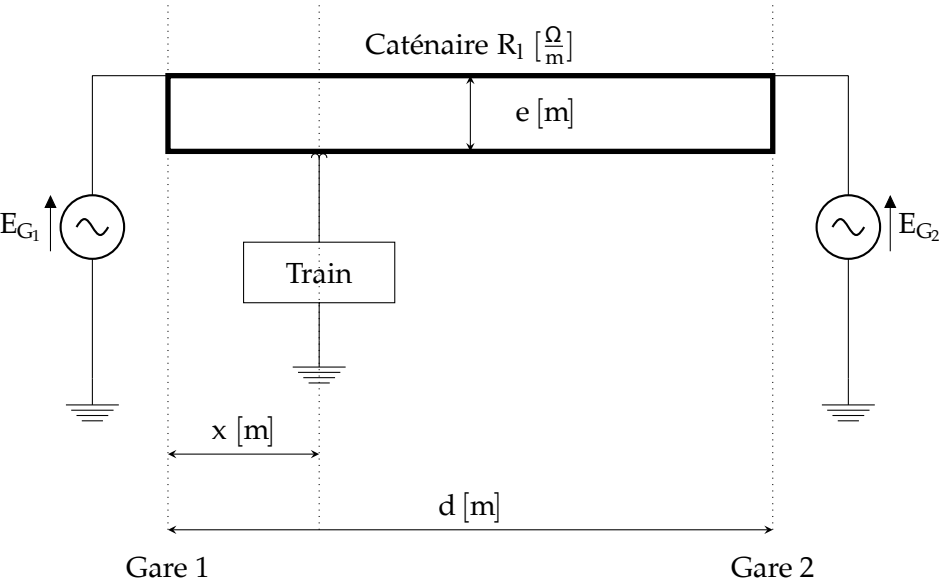 Caténaire R_l [Ω/m]
e [m]
E_G1
E_G2
Train
x [m]
d [m]
Gare 1
Gare 2